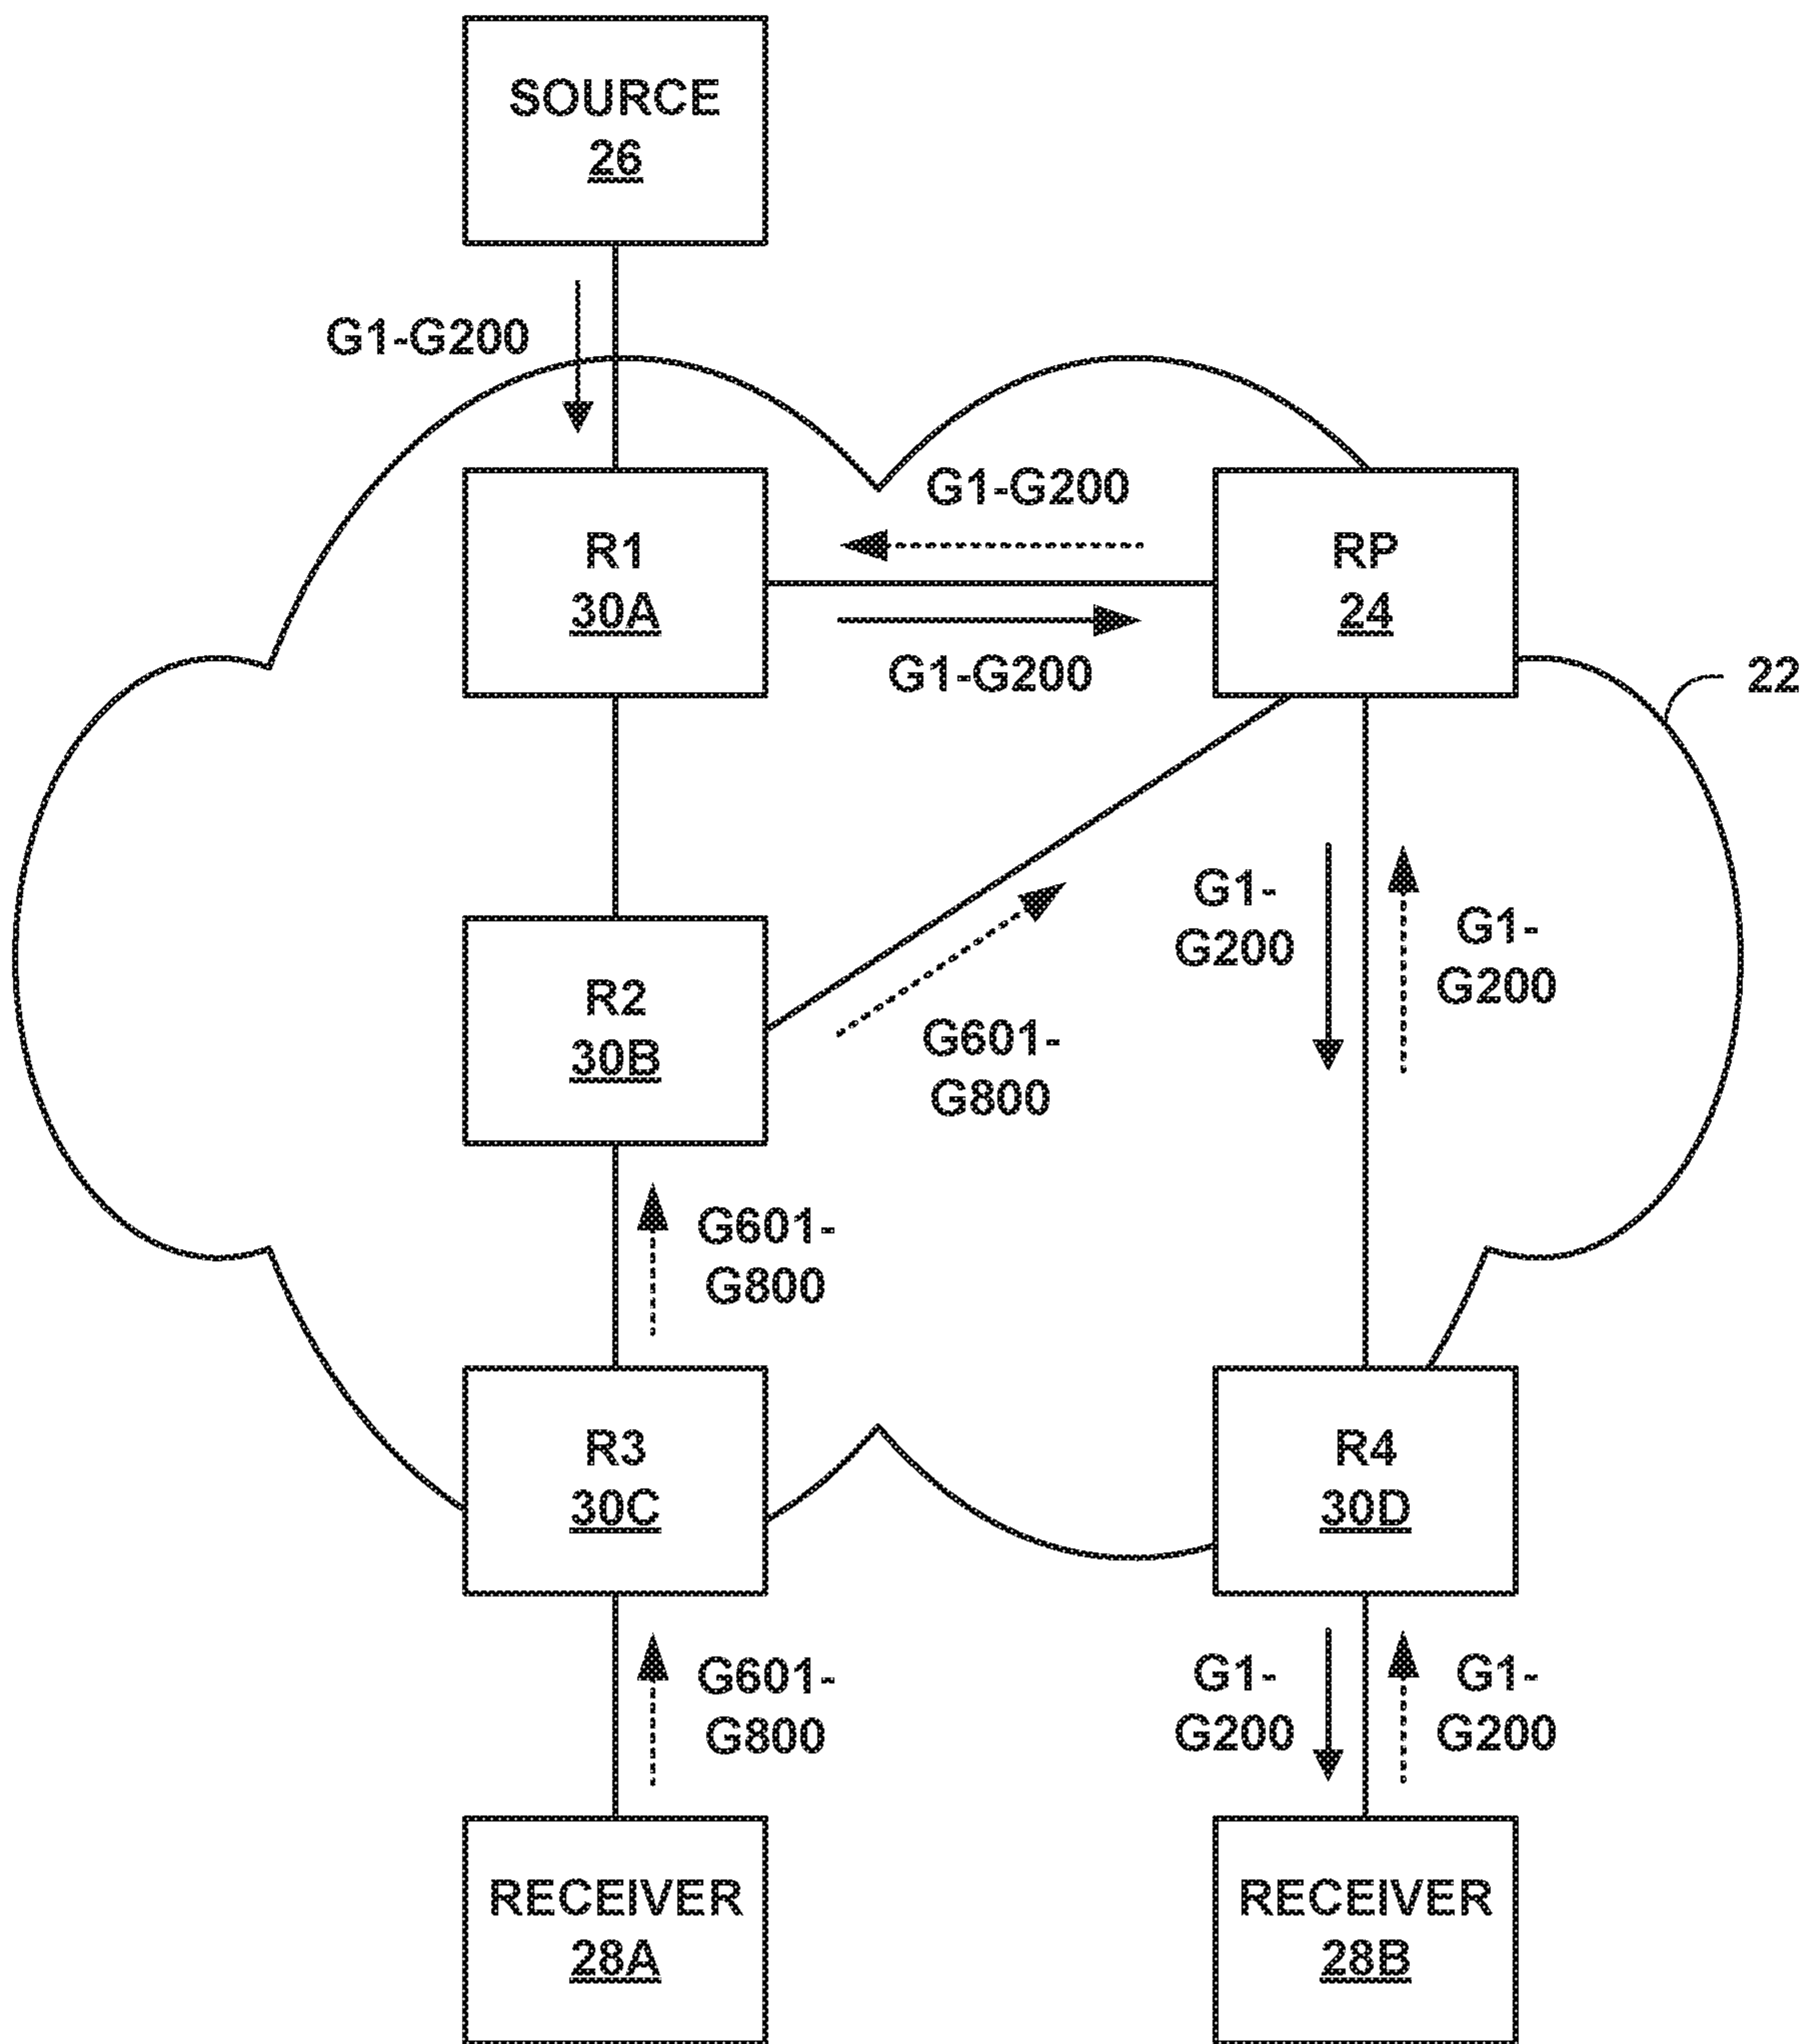 SOURCE
26
G1-G200
G1-G200
R1
30A
RP
24
G1-G200
22
G1-
G200
G1-
G200
R2
30B
G601-
G800
G601-
G800
R3
30C
R4
30D
G601-
G800
G1-
G200
G1-
G200
RECEIVER
28A
RECEIVER
28B